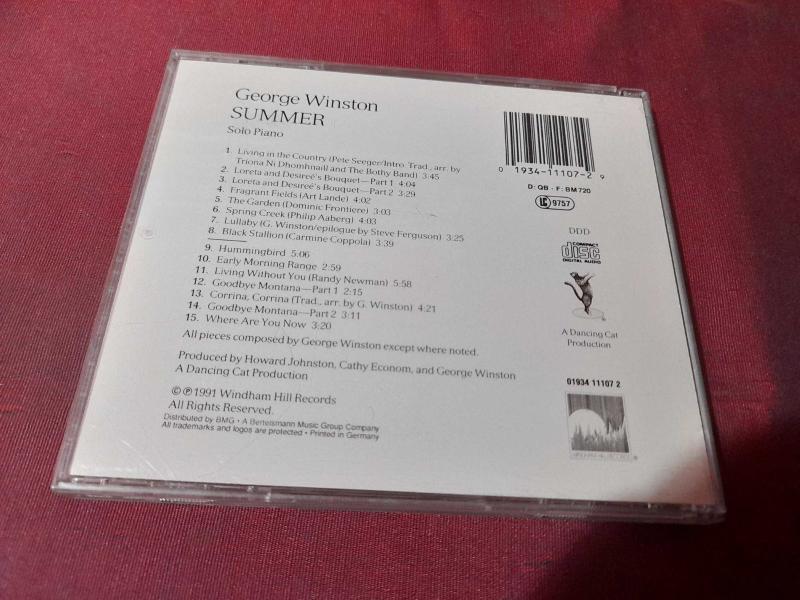 George Winston
SUMMER
Solo Piano
1. Living in the Country (Pete Seeger/Intro. Trad., arr. by
Triona Ni Dhomhnaill and The Bothy Band) 3:45
2. Loreta and Desireé's Bouquet—Part 1 4:04
3. Loreta and Desireé's Bouquet—Part 2 3:29
4. Fragrant Fields (Art Lande) 4:02
5. The Garden (Dominic Frontiere) 3:03
6. Spring Creek (Philip Aaberg) 4:03
7. Lullaby (G. Winston/epilogue by Steve Ferguson) 3:25
8. Black Stallion (Carmine Coppola) 3:39
9. Hummingbird 5:06
10. Early Morning Range 2:59
11. Living Without You (Randy Newman) 5:58
12. Goodbye Montana—Part 1 2:15
13. Corrina, Corrina (Trad., arr. by G. Winston) 4:21
14. Goodbye Montana—Part 2 3:11
15. Where Are You Now 3:20
All pieces composed by George Winston except where noted.
Produced by Howard Johnston, Cathy Econom, and George Winston
A Dancing Cat Production
©℗1991 Windham Hill Records
All Rights Reserved.
Distributed by BMG • A Bertelsmann Music Group Company
All trademarks and logos are protected • Printed in Germany
0 1934-11107-2 9
D: QB · F: BM 720
LC 9757
DDD
COMPACT
disc
DIGITAL AUDIO
A Dancing Cat
Production
01934 11107 2
WINDHAM HILL RECORDS